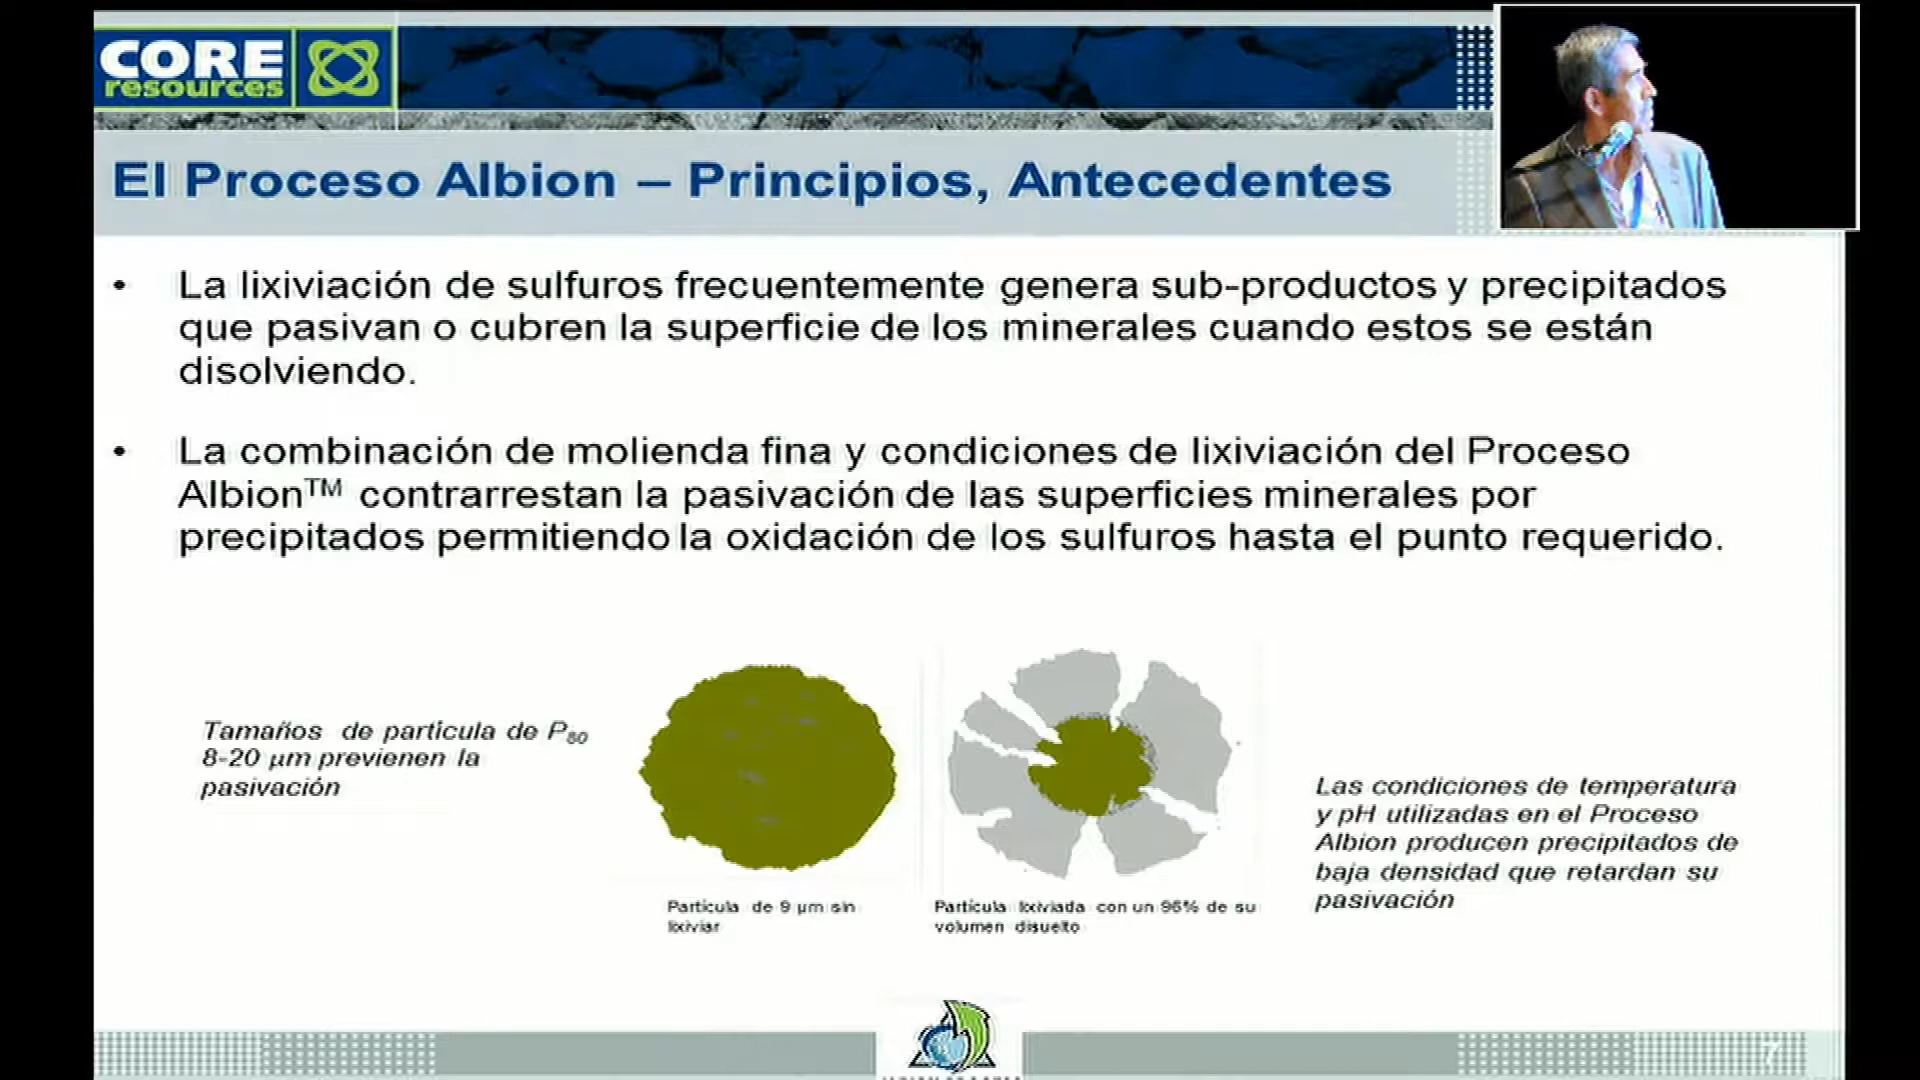 CORE
resources
El Proceso Albion – Principios, Antecedentes
• La lixiviación de sulfuros frecuentemente genera sub-productos y precipitados
que pasivan o cubren la superficie de los minerales cuando estos se están
disolviendo.
• La combinación de molienda fina y condiciones de lixiviación del Proceso
Albion™ contrarrestan la pasivación de las superficies minerales por
precipitados permitiendo la oxidación de los sulfuros hasta el punto requerido.
Tamaños de partícula de P80
8-20 µm previenen la
pasivación
Partícula de 9 µm sin
lixiviar
Partícula lixiviada con un 96% de su
volumen disuelto
Las condiciones de temperatura
y pH utilizadas en el Proceso
Albion producen precipitados de
baja densidad que retardan su
pasivación
7